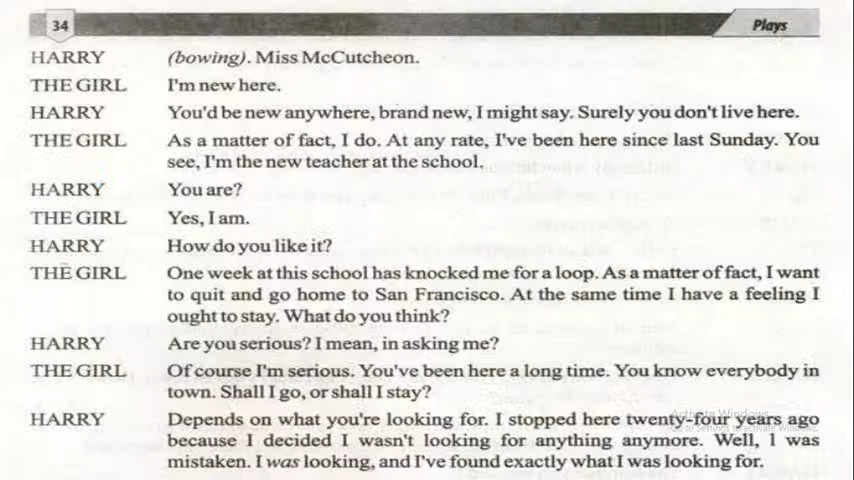 34
Plays
HARRY (bowing). Miss McCutcheon.
THE GIRL I'm new here.
HARRY You'd be new anywhere, brand new, I might say. Surely you don't live here.
THE GIRL As a matter of fact, I do. At any rate, I've been here since last Sunday. You
see, I'm the new teacher at the school.
HARRY You are?
THE GIRL Yes, I am.
HARRY How do you like it?
THE GIRL One week at this school has knocked me for a loop. As a matter of fact, I want
to quit and go home to San Francisco. At the same time I have a feeling I
ought to stay. What do you think?
HARRY Are you serious? I mean, in asking me?
THE GIRL Of course I'm serious. You've been here a long time. You know everybody in
town. Shall I go, or shall I stay?
HARRY Depends on what you're looking for. I stopped here twenty-four years ago
because I decided I wasn't looking for anything anymore. Well, I was
mistaken. I was looking, and I've found exactly what I was looking for.
Activate Windows
Go to Settings to activate Windows.